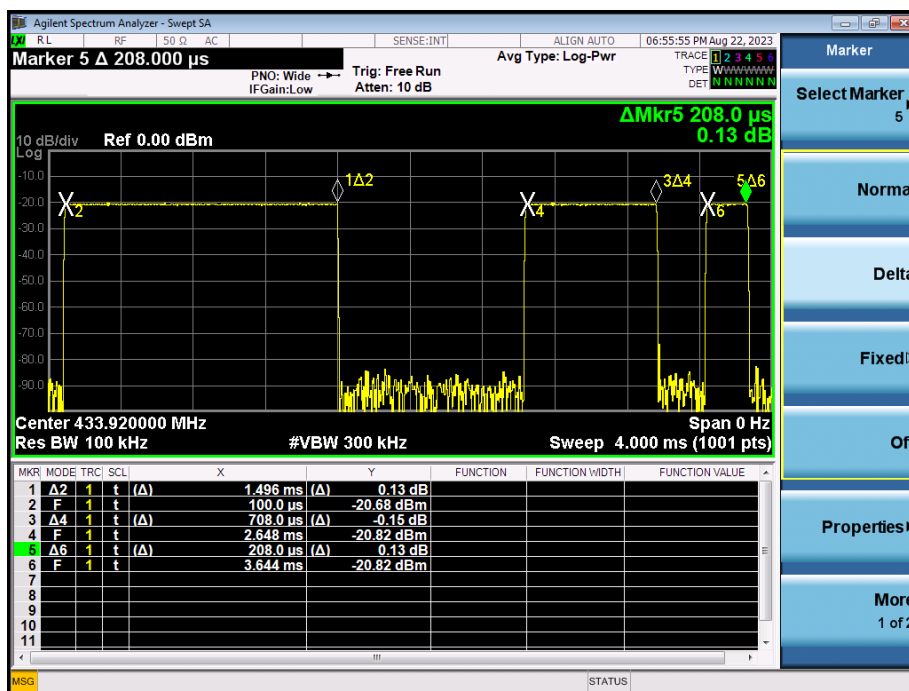 Agilent Spectrum Analyzer - Swept SA
LXI RL RF 50 Ω AC SENSE:INT ALIGN AUTO 06:55:55 PM Aug 22, 2023
Marker 5 Δ 208.000 μs
PNO: Wide
IFGain:Low
Trig: Free Run
Atten: 10 dB
Avg Type: Log-Pwr
TRACE 1 2 3 4 5 6
TYPE WWWWWW
DET N N N N N N
ΔMkr5 208.0 μs
0.13 dB
10 dB/div Ref 0.00 dBm
Log
-10.0
-20.0
-30.0
-40.0
-50.0
-60.0
-70.0
-80.0
-90.0
2 1Δ2 4 3Δ4 6 5Δ6
Center 433.920000 MHz Span 0 Hz
Res BW 100 kHz #VBW 300 kHz Sweep 4.000 ms (1001 pts)
MKR MODE TRC SCL X Y FUNCTION FUNCTION WIDTH FUNCTION VALUE
1 Δ2 1 t (Δ) 1.496 ms (Δ) 0.13 dB
2 F 1 t 100.0 μs -20.68 dBm
3 Δ4 1 t (Δ) 708.0 μs (Δ) -0.15 dB
4 F 1 t 2.648 ms -20.82 dBm
5 Δ6 1 t (Δ) 208.0 μs (Δ) 0.13 dB
6 F 1 t 3.644 ms -20.82 dBm
7
8
9
10
11
MSG STATUS
Marker
Select Marker
5
Norma
Delta
Fixed
Of
Properties
More
1 of 2